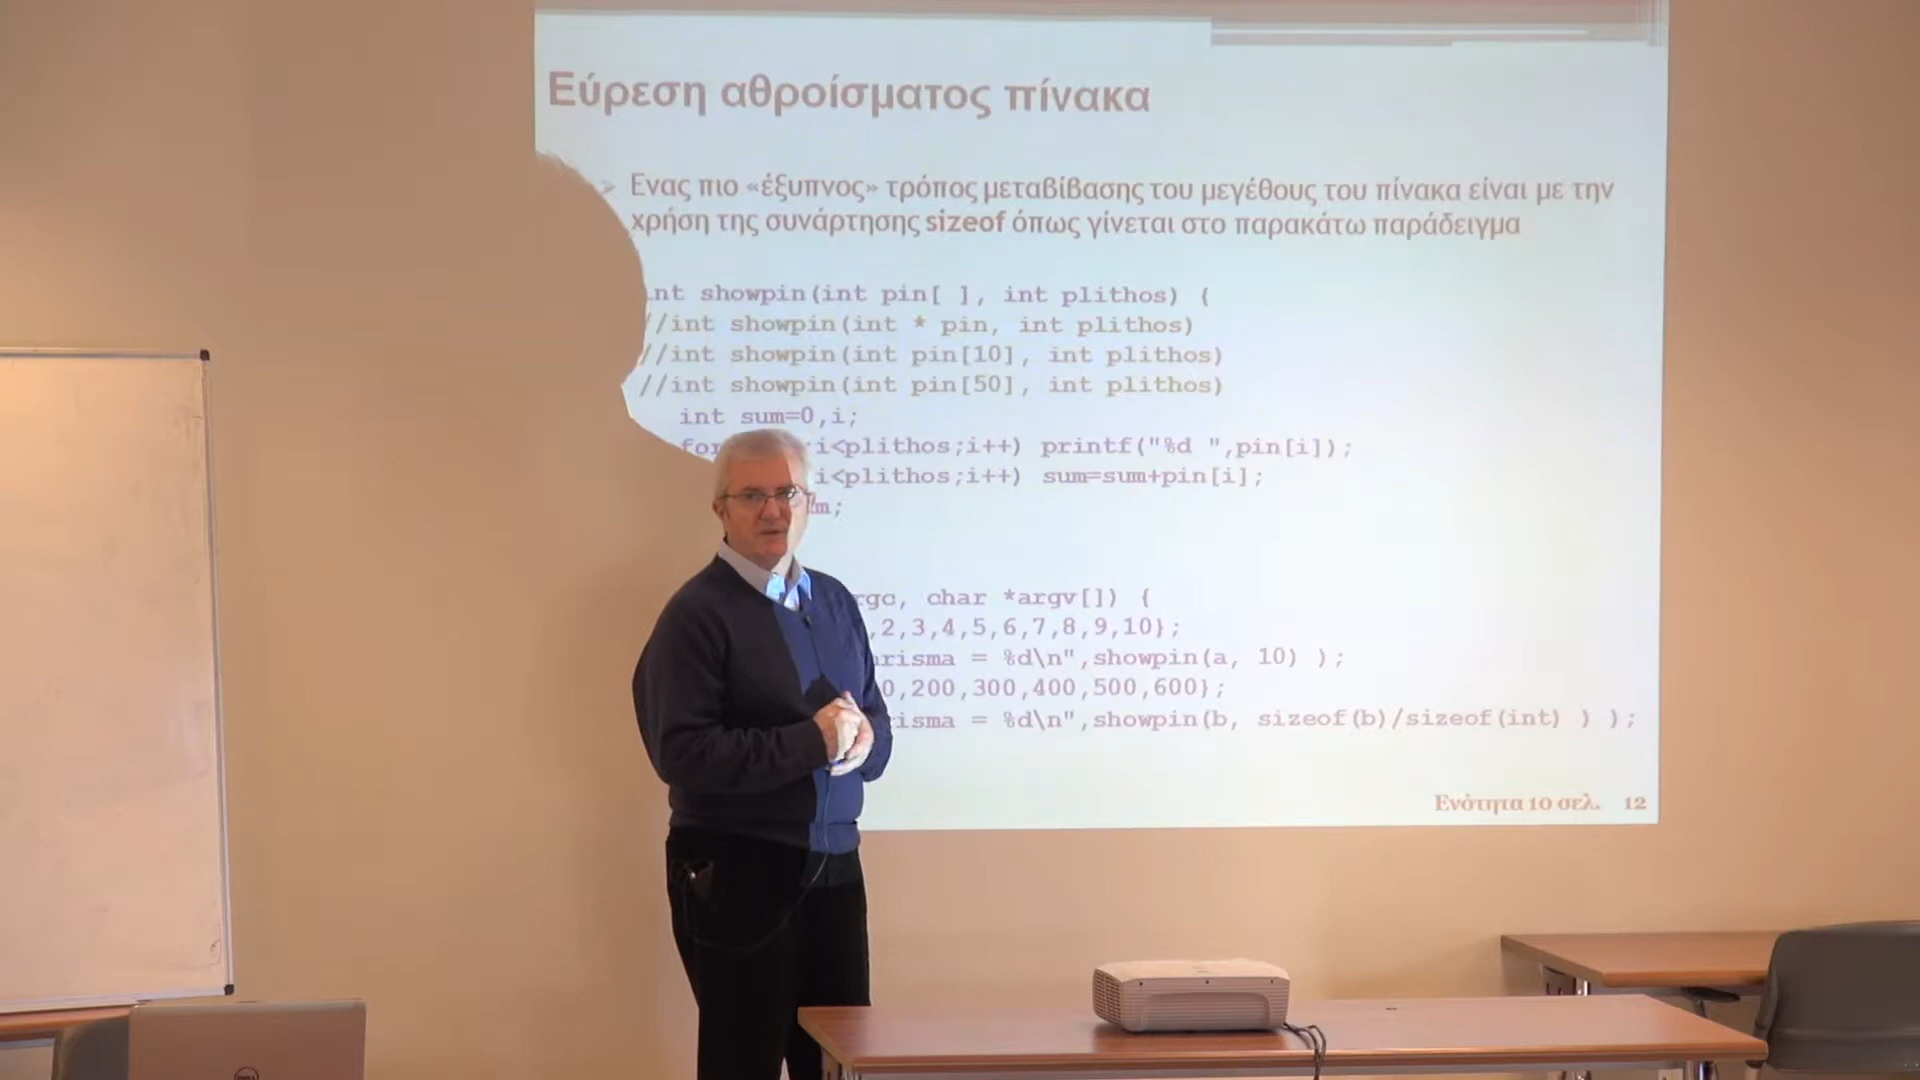 Εύρεση αθροίσματος πίνακα
Ενας πιο «έξυπνος» τρόπος μεταβίβασης του μεγέθους του πίνακα είναι με την
χρήση της συνάρτησης sizeof όπως γίνεται στο παρακάτω παράδειγμα
int showpin(int pin[ ], int plithos) {
//int showpin(int * pin, int plithos)
//int showpin(int pin[10], int plithos)
//int showpin(int pin[50], int plithos)
int sum=0,i;
for ;i<plithos;i++) printf("%d ",pin[i]);
i<plithos;i++) sum=sum+pin[i];
m;
rgc, char *argv[]) {
,2,3,4,5,6,7,8,9,10};
risma = %d\n",showpin(a, 10) );
0,200,300,400,500,600};
isma = %d\n",showpin(b, sizeof(b)/sizeof(int) ) );
Ενότητα 10 σελ. 12
DELL